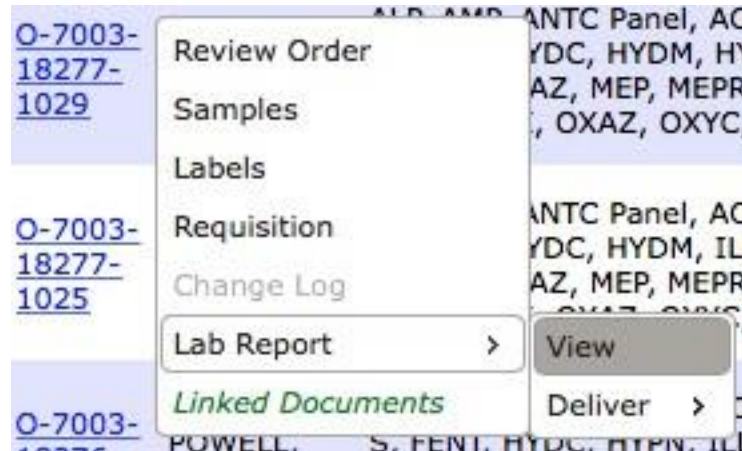 O-7003-
18277-
1029
ANTC Panel, AC
YDC, HYDM, HY
AZ, MEP, MEPR
, OXAZ, OXYC,
Review Order
Samples
Labels
Requisition
Change Log
Lab Report >
Linked Documents
View
Deliver >
O-7003-
18277-
1025
ANTC Panel, AC
YDC, HYDM, IL
AZ, MEP, MEPR
O-7003-
POWELL,
S, FENT, HYDC, HYPN, ILL